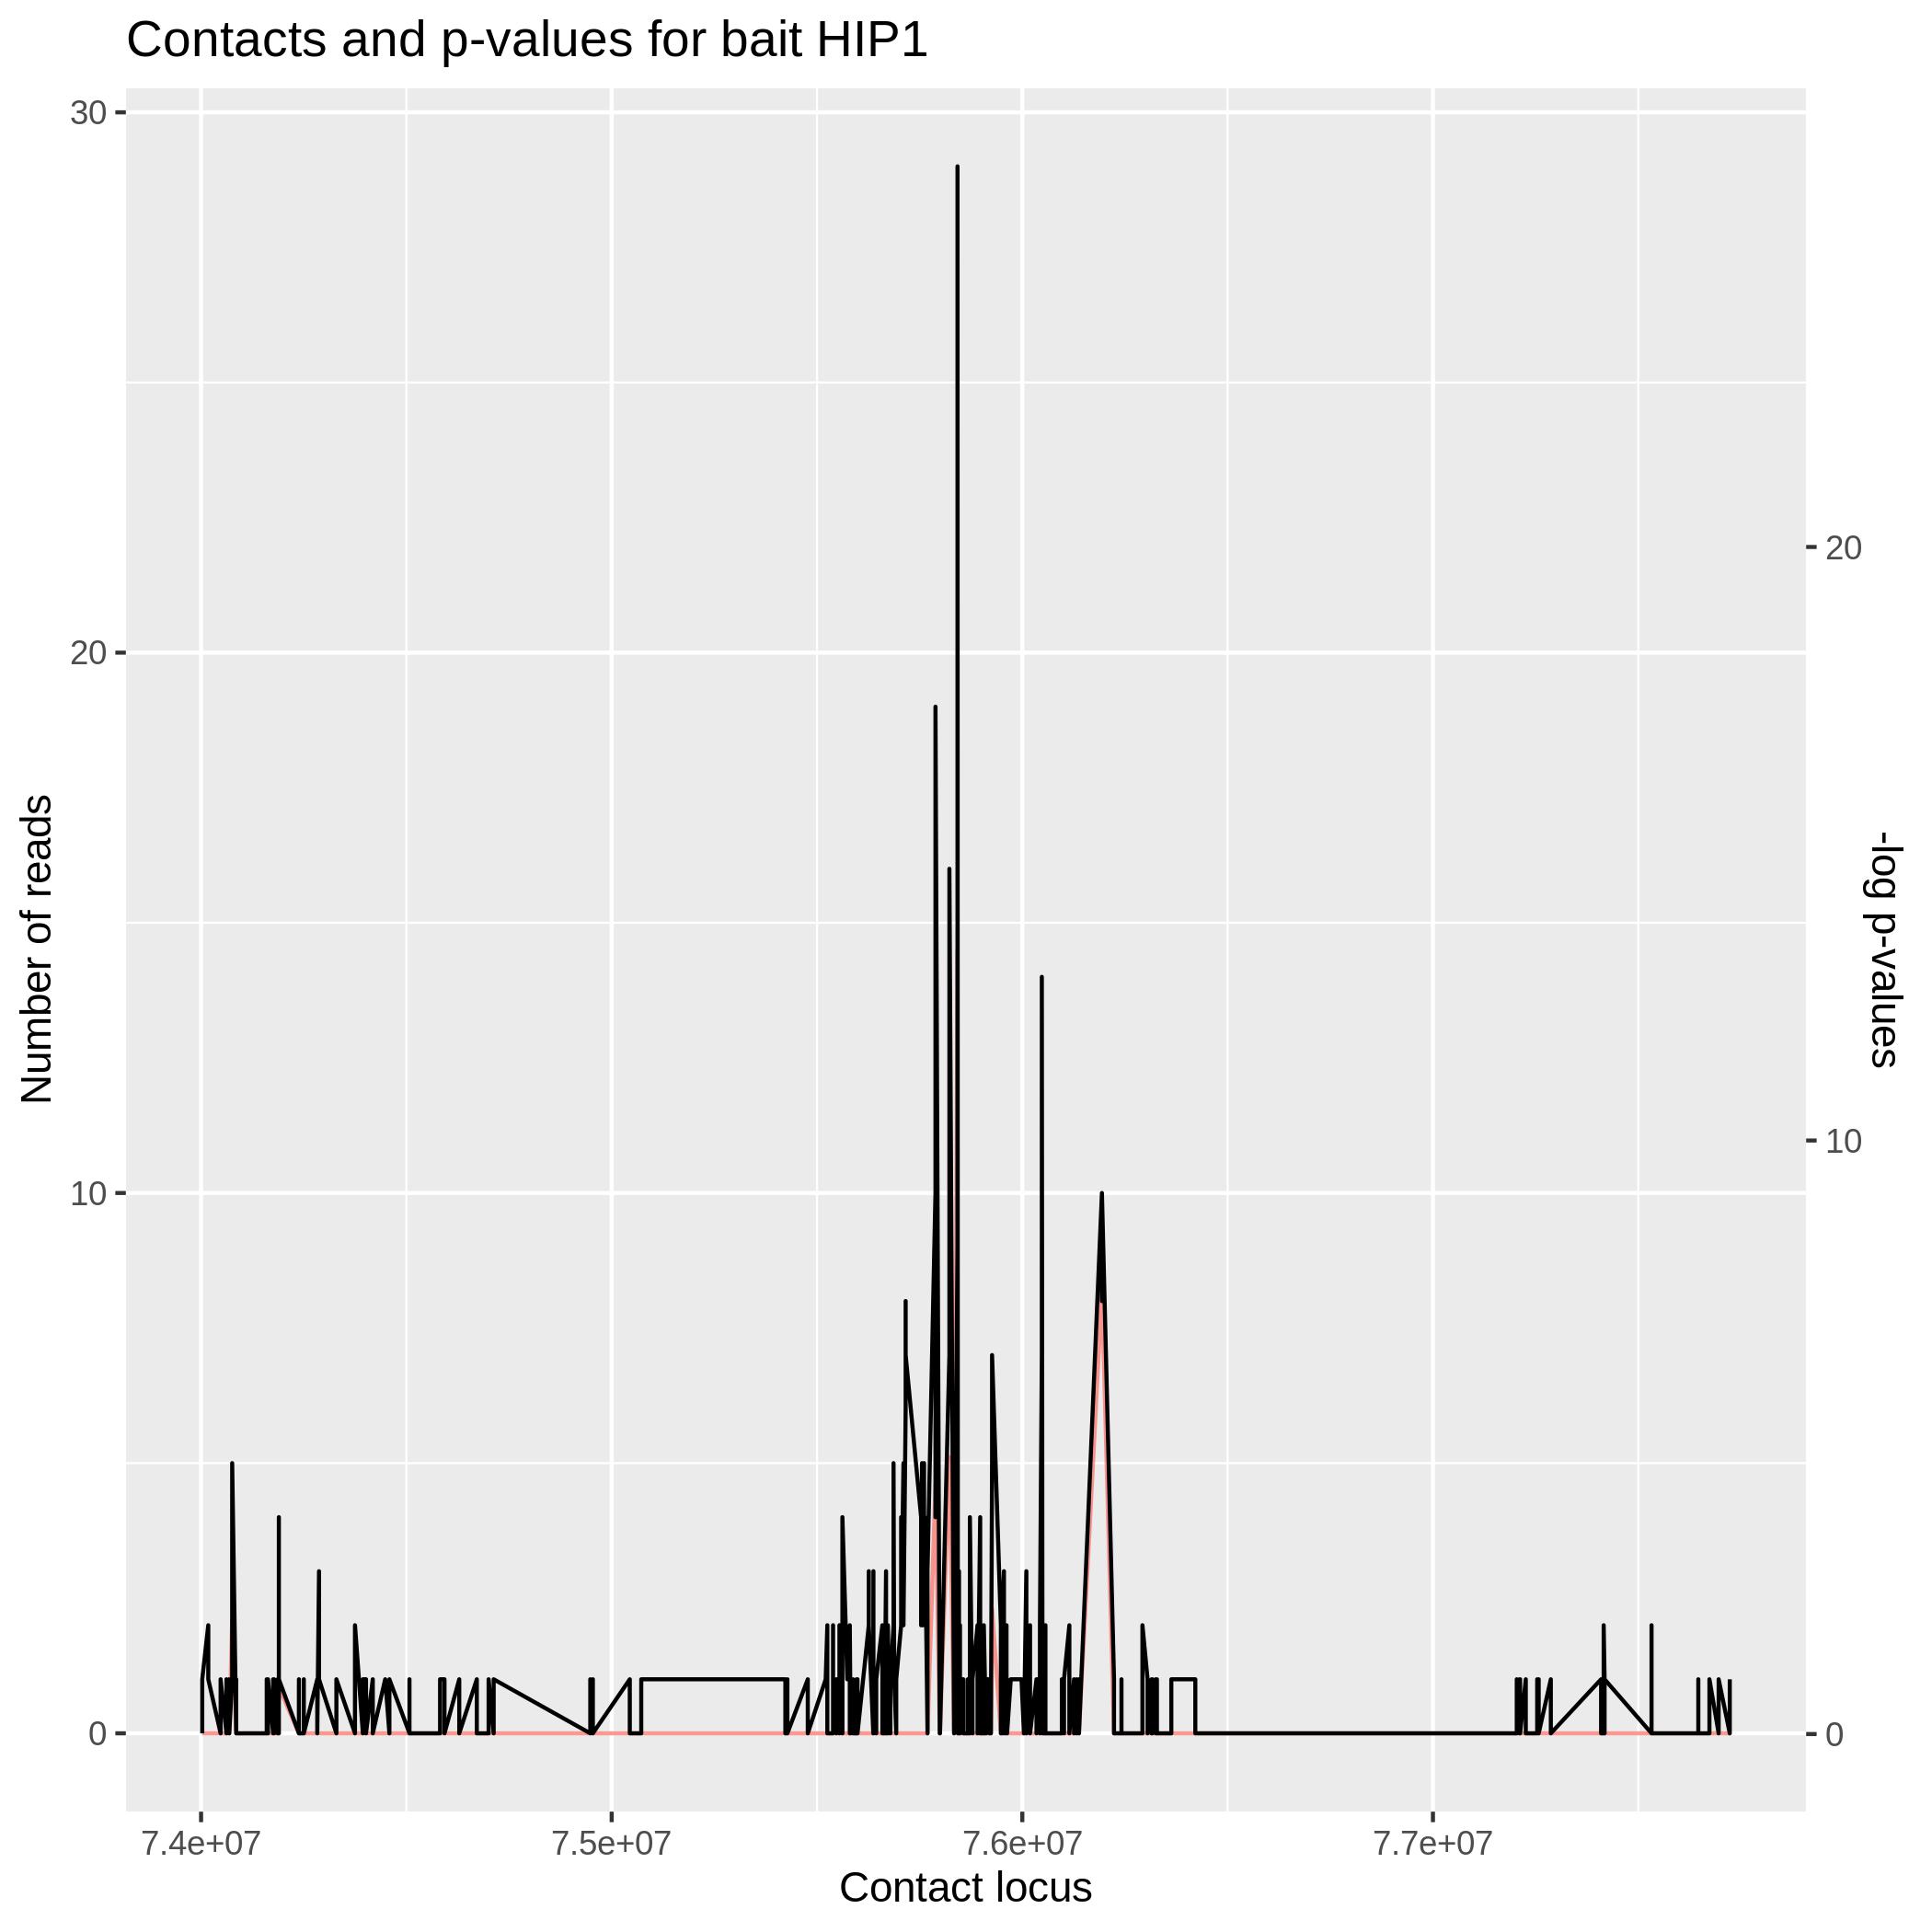 Contacts and p-values for bait HIP1
30
20
10
0
Number of reads
20
10
0
-log p-values
7.4e+07 7.5e+07 7.6e+07 7.7e+07
Contact locus